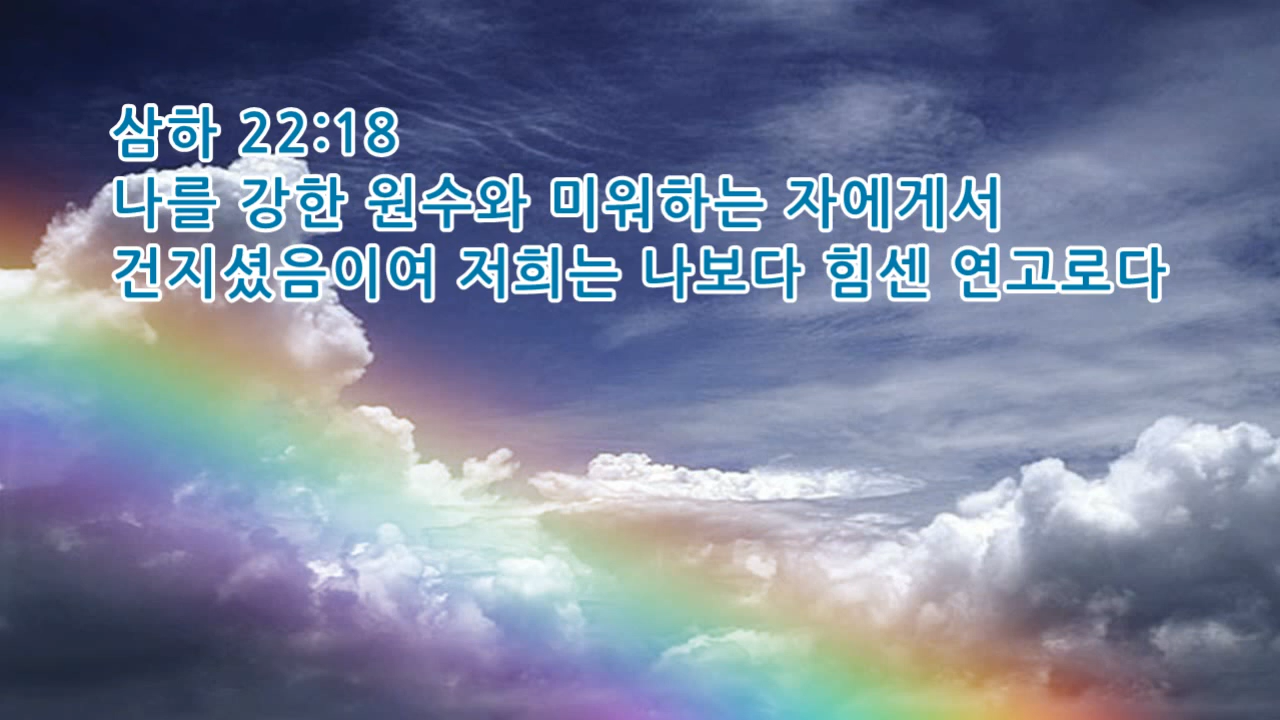 삼하 22:18
나를 강한 원수와 미워하는 자에게서
건지셨음이여 저희는 나보다 힘센 연고로다